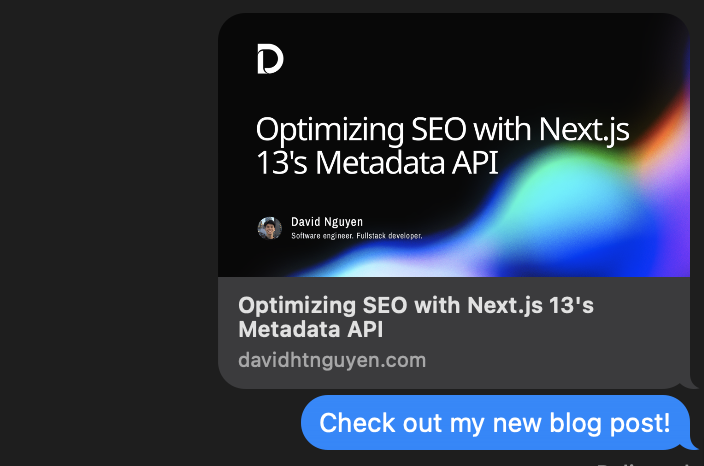 D
Optimizing SEO with Next.js
13's Metadata API
David Nguyen
Software engineer. Fullstack developer.
Optimizing SEO with Next.js 13's
Metadata API
davidhtnguyen.com
Check out my new blog post!